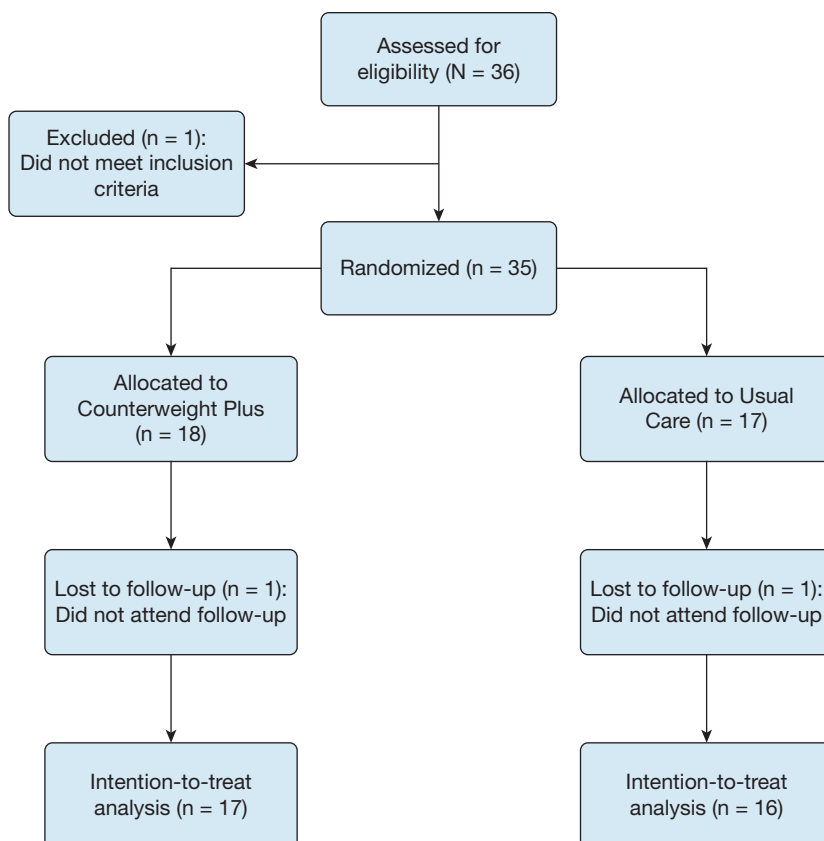 Assessed for
eligibility (N = 36)
Excluded (n = 1):
Did not meet inclusion
criteria
Randomized (n = 35)
Allocated to
Counterweight Plus
(n = 18)
Allocated to Usual
Care (n = 17)
Lost to follow-up (n = 1):
Did not attend follow-up
Lost to follow-up (n = 1):
Did not attend follow-up
Intention-to-treat
analysis (n = 17)
Intention-to-treat
analysis (n = 16)